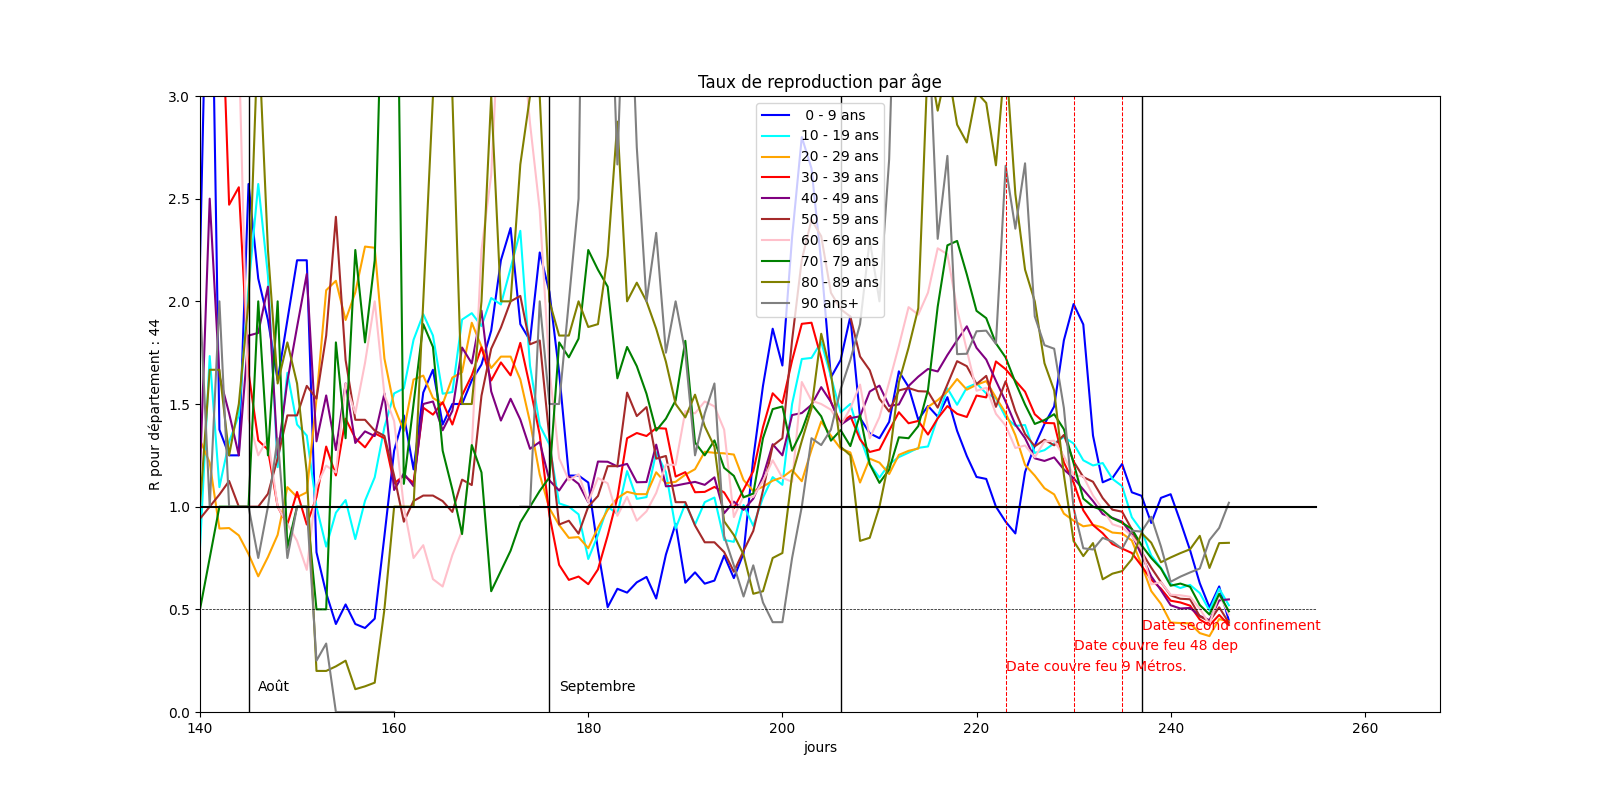 Taux de reproduction par âge
3.0
2.5
2.0
1.5
1.0
0.5
0.0
R pour département : 44
0 - 9 ans
10 - 19 ans
20 - 29 ans
30 - 39 ans
40 - 49 ans
50 - 59 ans
60 - 69 ans
70 - 79 ans
80 - 89 ans
90 ans+
Date second confinement
Date couvre feu 48 dep
Date couvre feu 9 Métros.
Août
Septembre
140
160
180
200
220
240
260
jours